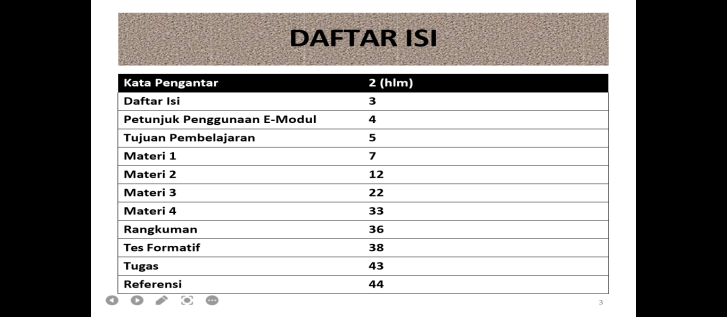 DAFTAR ISI
Kata Pengantar 2 (hlm)
Daftar Isi 3
Petunjuk Penggunaan E-Modul 4
Tujuan Pembelajaran 5
Materi 1 7
Materi 2 12
Materi 3 22
Materi 4 33
Rangkuman 36
Tes Formatif 38
Tugas 43
Referensi 44
3